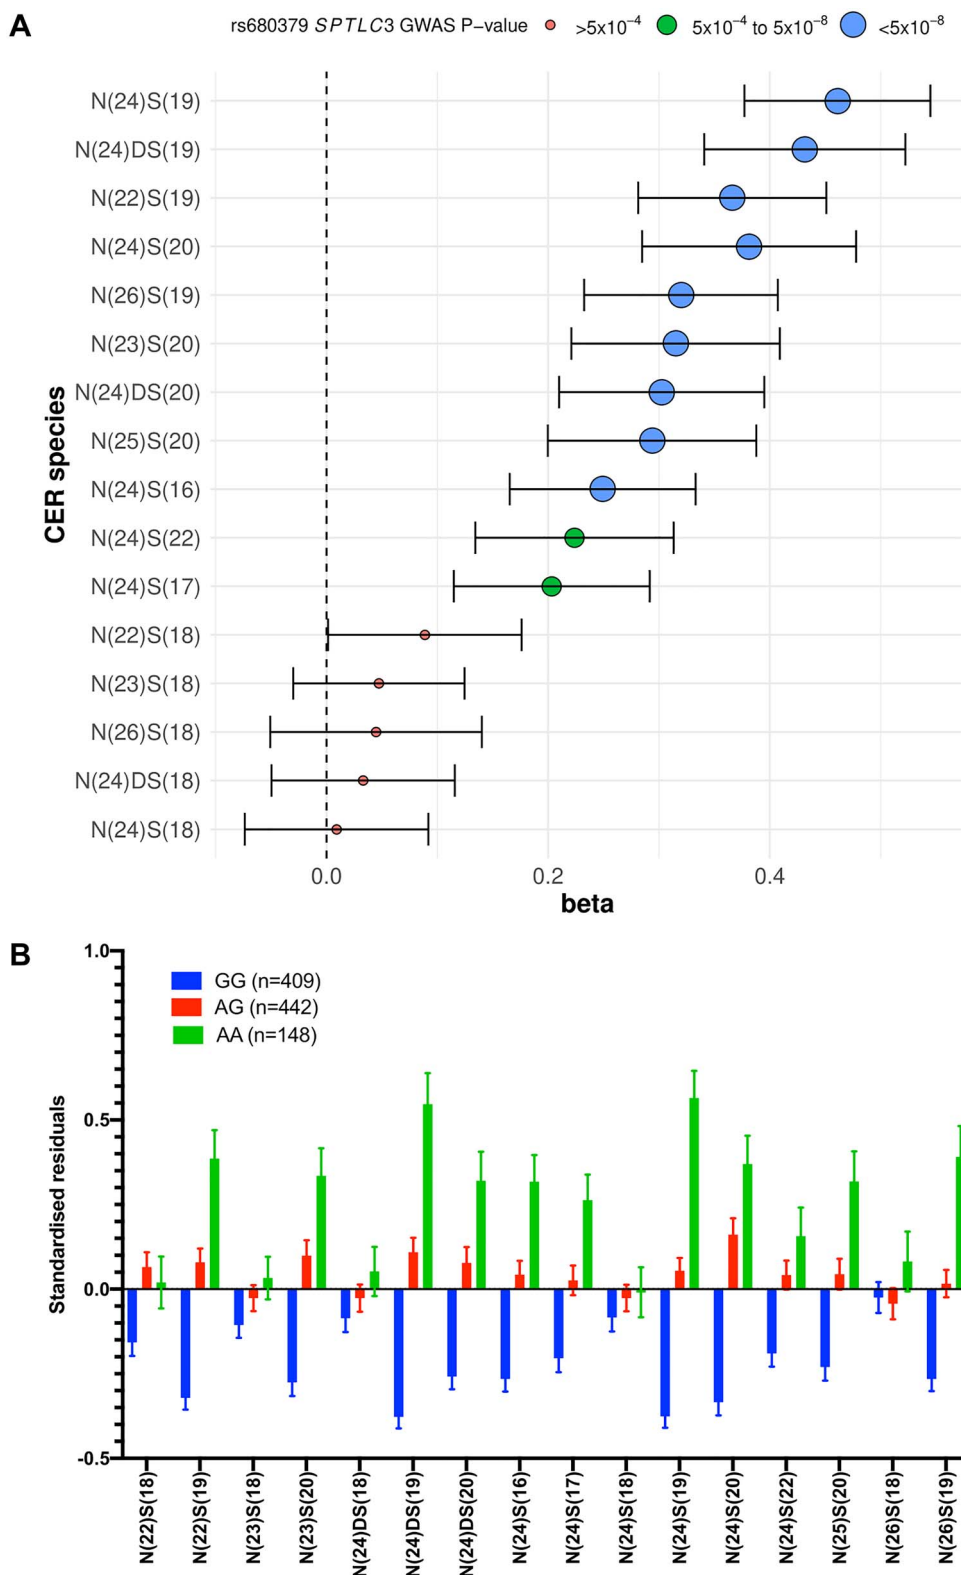 A
rs680379 SPTLC3 GWAS P−value >5x10⁻⁴ 5x10⁻⁴ to 5x10⁻⁸ <5x10⁻⁸
N(24)S(19)
N(24)DS(19)
N(22)S(19)
N(24)S(20)
N(26)S(19)
N(23)S(20)
N(24)DS(20)
N(25)S(20)
N(24)S(16)
N(24)S(22)
N(24)S(17)
N(22)S(18)
N(23)S(18)
N(26)S(18)
N(24)DS(18)
N(24)S(18)
CER species
0.0 0.2 0.4
beta
B
1.0
0.5
0.0
-0.5
Standardised residuals
GG (n=409)
AG (n=442)
AA (n=148)
N(22)S(18)
N(22)S(19)
N(23)S(18)
N(23)S(20)
N(24)DS(18)
N(24)DS(19)
N(24)DS(20)
N(24)S(16)
N(24)S(17)
N(24)S(18)
N(24)S(19)
N(24)S(20)
N(24)S(22)
N(25)S(20)
N(26)S(18)
N(26)S(19)